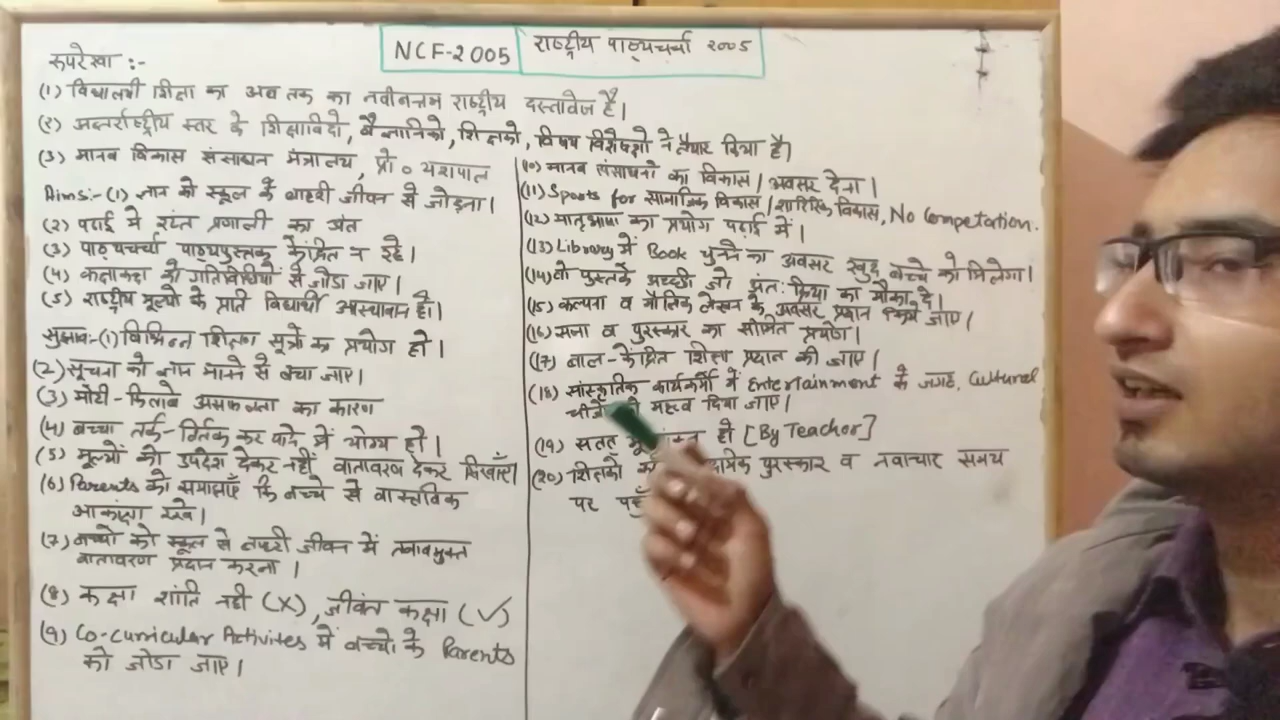 NCF-2005 राष्ट्रीय पाठ्यचर्या 2005
रुपरेखा :-
(1) विद्यालयी शिक्षा का अब तक का नवीनत्तम राष्ट्रीय दस्तावेज है।
(२) अन्तर्राष्ट्रीय स्तर के शिक्षाविदो, वैज्ञानिको, शिक्षको, विषय विशेषज्ञो ने तैयार किया है।
(3) मानव विकास संसाधन मंत्रालय, प्रो० यशपाल
Aims:- (1) ज्ञान को स्कूल के बाहरी जीवन से जोड़ना।
(2) पढाई में रटंत प्रणाली का अंत
(3) पाठ्यचर्चा पाठ्यपुस्तक केंद्रित न रहे।
(4) कक्षाकक्ष को गतिविधियों से जोडा जाए।
(5) राष्ट्रीय मूल्यो के प्रति विद्यार्थी आस्थावान हो।
सुझाव:- (1) विभिन्न शिक्षण सूत्रो का प्रयोग हो।
(2) सूचना को ज्ञान मानने से बचा जाए।
(3) मोटी-किताबे असफलता का कारण
(4) बच्चा तर्क-वितर्क कर पाने में योग्य हो।
(5) मूल्यों को उपदेश देकर नहीं वातावरण देकर सिखाएँ।
(6) Parents को समझाएँ कि बच्चे से वास्तविक
आकांक्षा रखे।
(7) बच्चो को स्कूल से बाहरी जीवन में तनावमुक्त
वातावरण प्रदान करना।
(8) कक्षा शांति नही (X), जीवंत कक्षा (✓)
(9) Co-curricular Activites में बच्चो के Parents
को जोडा जाए।
(१०) मानव संसाधनो का विकास / अवसर देना।
(11) Sports for सामाजिक विकास / शारीरिक विकास, No Competation.
(12) मातृभाषा का प्रयोग पढ़ाई में।
(13) Library में Book चुनने का अवसर खुद बच्चे को मिलेगा।
(14) वो पुस्तके अच्छी जो अंत: क्रिया का मौका दे।
(15) कल्पना व मौलिक लेखन के अवसर प्रदान जाए।
(16) सजा व पुरस्कार का सीमित प्रयोग।
(17) बाल-केंद्रित शिक्षा प्रदान की जाए।
(18) सांस्कृतिक कार्यकर्मो में Entertainment के जगह, Cultural
चीजों महत्व दिया जाए।
(19) सतत हो [By Teacher]
(20) शिक्षको पुरस्कार व नवाचार समय
पर